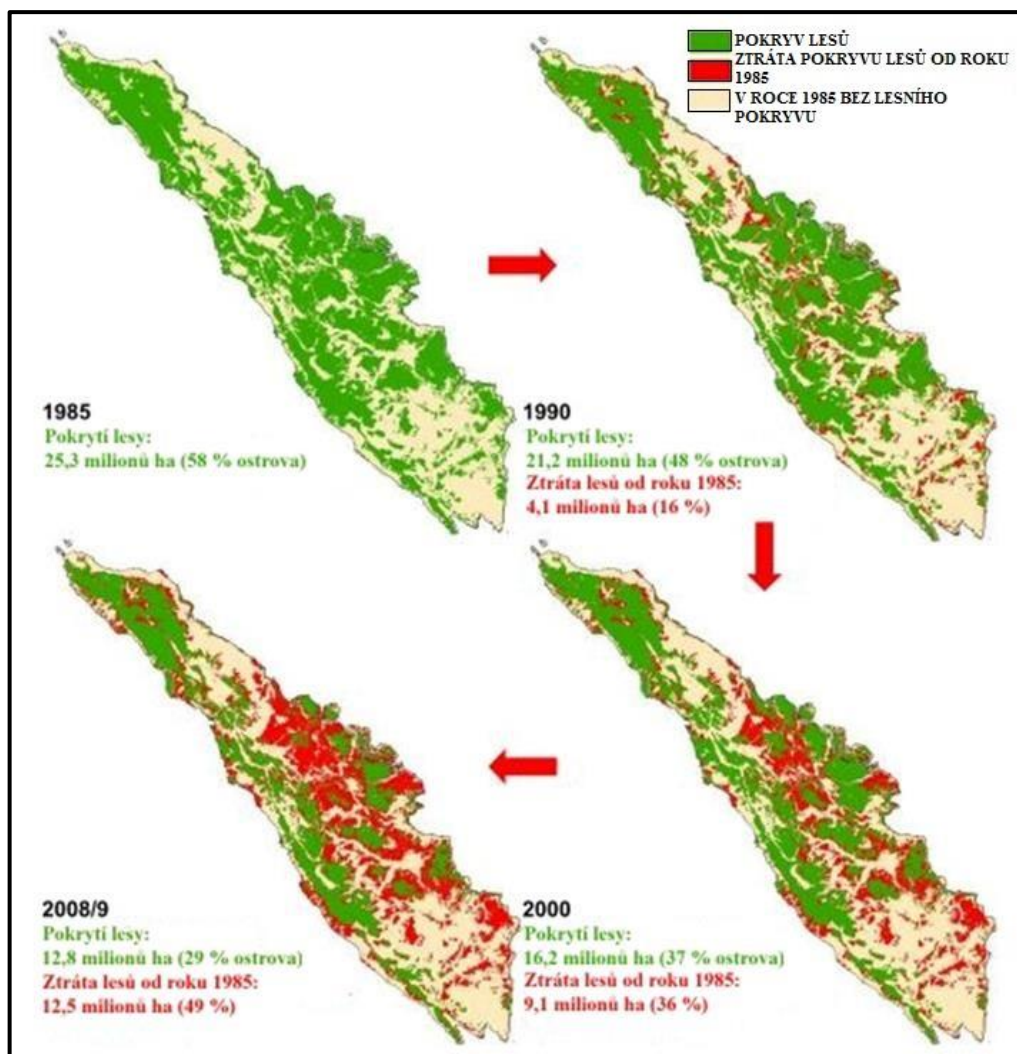 POKRYV LESŮ
ZTRÁTA POKRYVU LESŮ OD ROKU
1985
V ROCE 1985 BEZ LESNÍHO
POKRYVU
1985
Pokrytí lesy:
25,3 milionů ha (58 % ostrova)
1990
Pokrytí lesy:
21,2 milionů ha (48 % ostrova)
Ztráta lesů od roku 1985:
4,1 milionů ha (16 %)
2008/9
Pokrytí lesy:
12,8 milionů ha (29 % ostrova)
Ztráta lesů od roku 1985:
12,5 milionů ha (49 %)
2000
Pokrytí lesy:
16,2 milionů ha (37 % ostrova)
Ztráta lesů od roku 1985:
9,1 milionů ha (36 %)